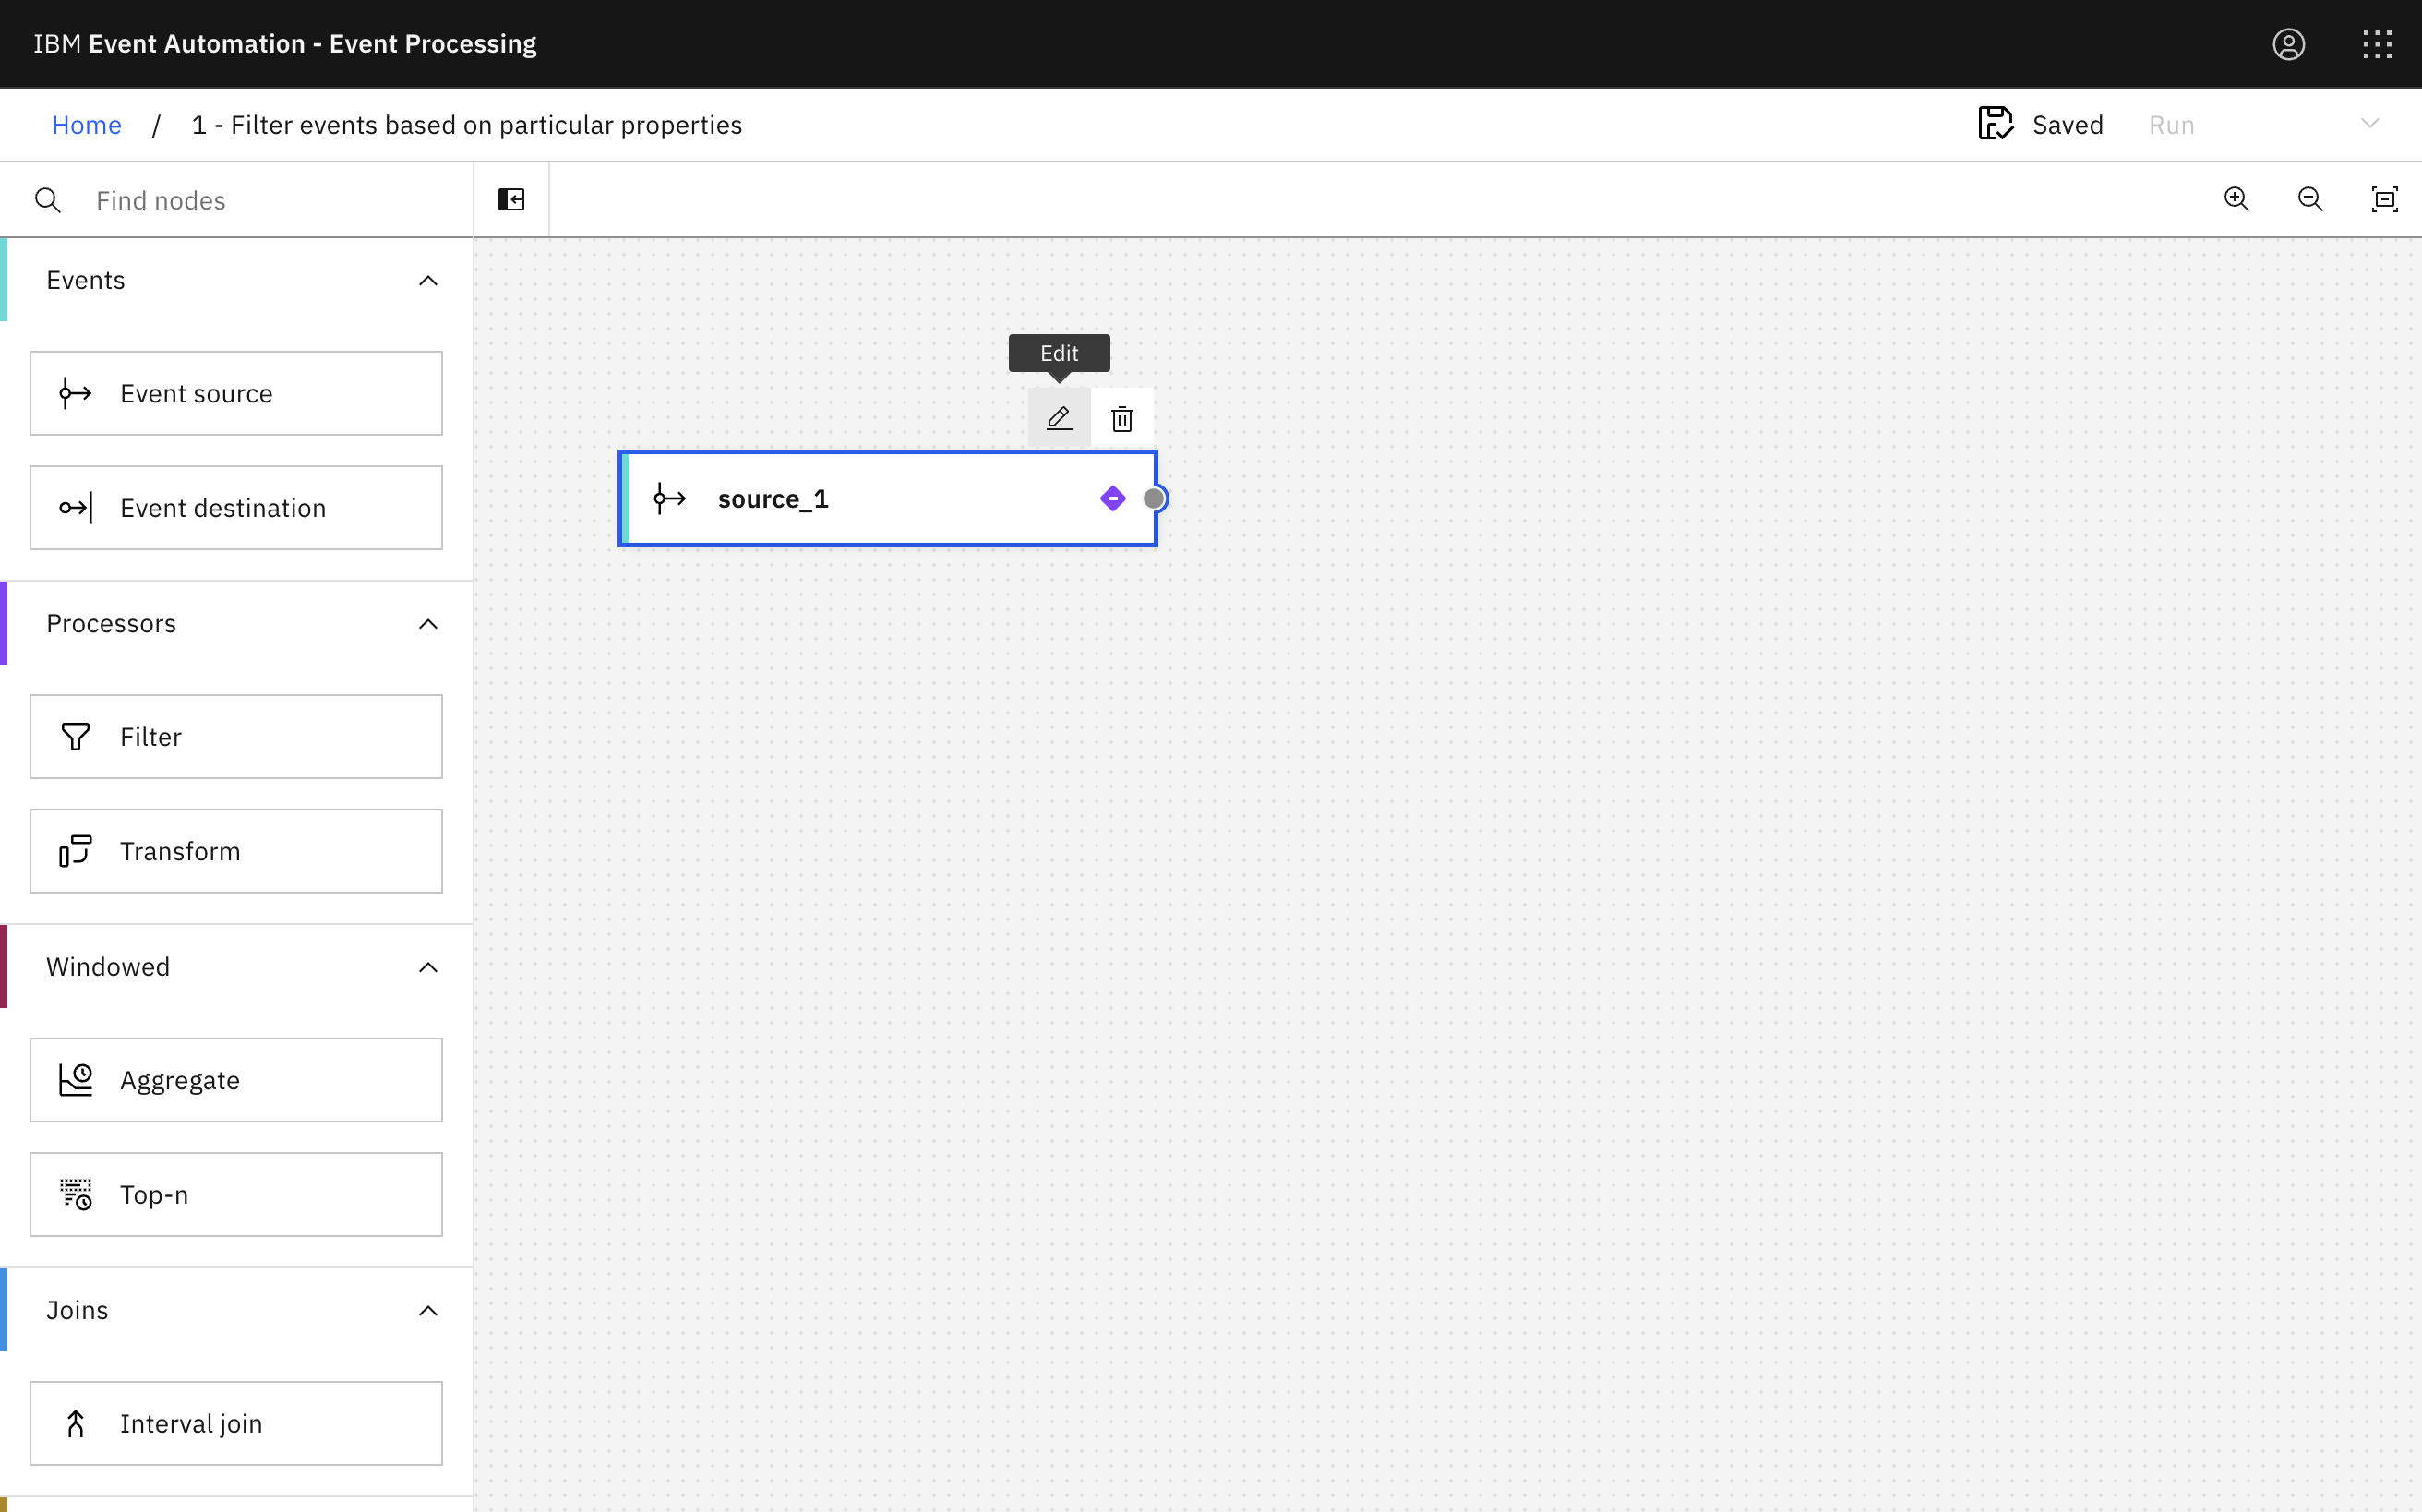 IBM Event Automation - Event Processing
Home / 1 - Filter events based on particular properties
Saved
Run
Find nodes
Events
Event source
Event destination
Processors
Filter
Transform
Windowed
Aggregate
Top-n
Joins
Interval join
Edit
source_1